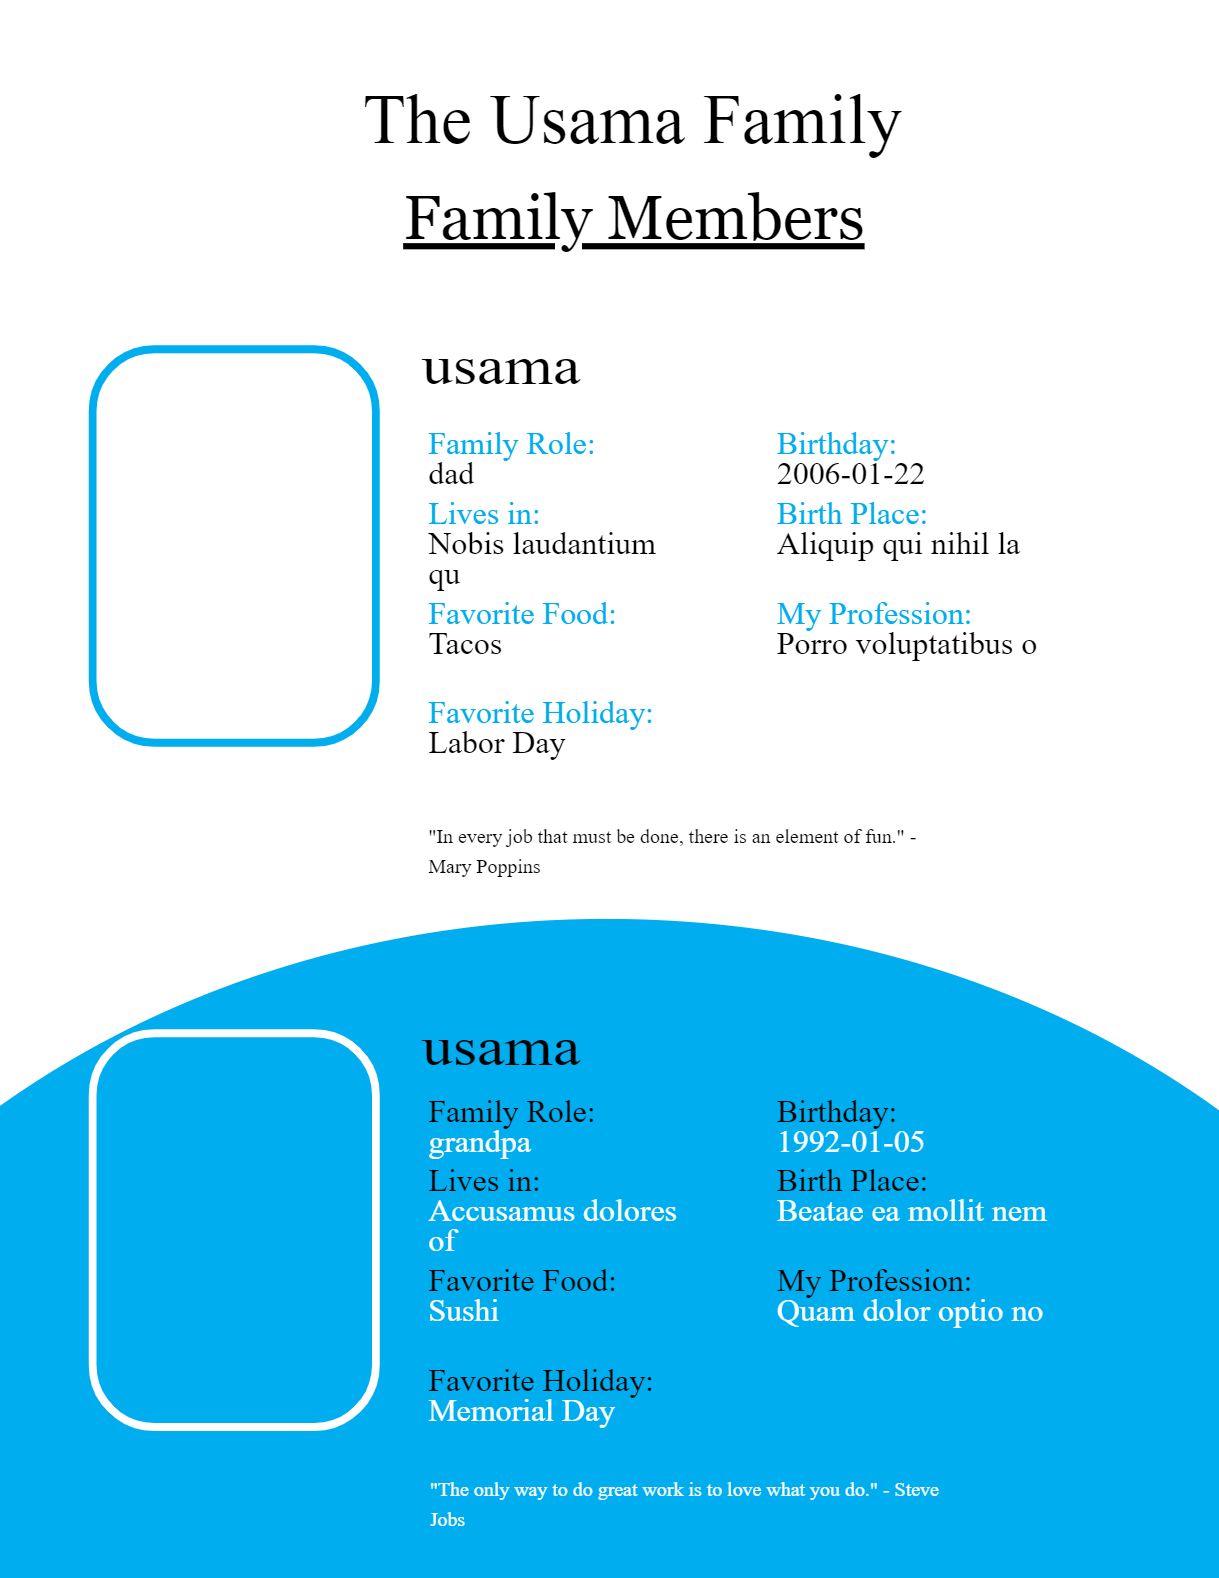 The Usama Family
Family Members
usama
Family Role:
dad
Birthday:
2006-01-22
Lives in:
Nobis laudantium
qu
Birth Place:
Aliquip qui nihil la
Favorite Food:
Tacos
My Profession:
Porro voluptatibus o
Favorite Holiday:
Labor Day
"In every job that must be done, there is an element of fun." -
Mary Poppins
usama
Family Role:
grandpa
Birthday:
1992-01-05
Lives in:
Accusamus dolores
of
Birth Place:
Beatae ea mollit nem
Favorite Food:
Sushi
My Profession:
Quam dolor optio no
Favorite Holiday:
Memorial Day
"The only way to do great work is to love what you do." - Steve
Jobs